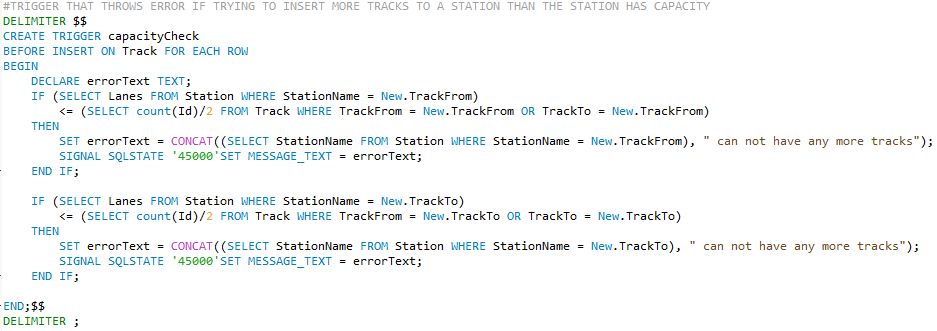 #TRIGGER THAT THROWS ERROR IF TRYING TO INSERT MORE TRACKS TO A STATION THAN THE STATION HAS CAPACITY
DELIMITER $$
CREATE TRIGGER capacityCheck
BEFORE INSERT ON Track FOR EACH ROW
BEGIN
    DECLARE errorText TEXT;
    IF (SELECT Lanes FROM Station WHERE StationName = New.TrackFrom)
        <= (SELECT count(Id)/2 FROM Track WHERE TrackFrom = New.TrackFrom OR TrackTo = New.TrackFrom)
    THEN
        SET errorText = CONCAT((SELECT StationName FROM Station WHERE StationName = New.TrackFrom), " can not have any more tracks");
        SIGNAL SQLSTATE '45000'SET MESSAGE_TEXT = errorText;
    END IF;

    IF (SELECT Lanes FROM Station WHERE StationName = New.TrackTo)
        <= (SELECT count(Id)/2 FROM Track WHERE TrackFrom = New.TrackTo OR TrackTo = New.TrackTo)
    THEN
        SET errorText = CONCAT((SELECT StationName FROM Station WHERE StationName = New.TrackTo), " can not have any more tracks");
        SIGNAL SQLSTATE '45000'SET MESSAGE_TEXT = errorText;
    END IF;

END;$$
DELIMITER ;